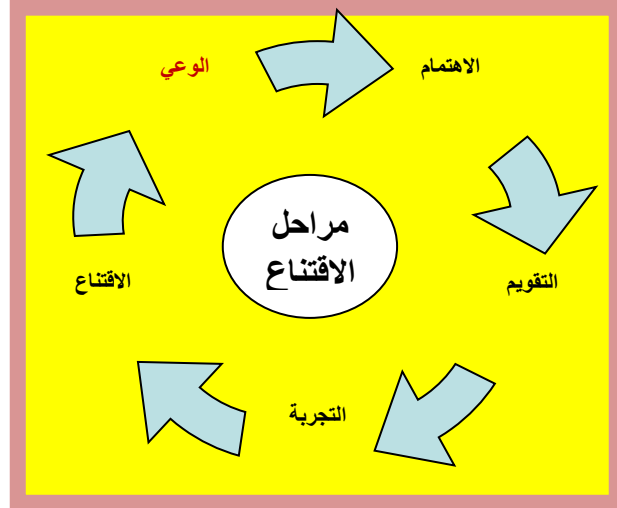 الوعي
الاهتمام
التقويم
التجربة
الاقتناع
مراحل
الاقتناع